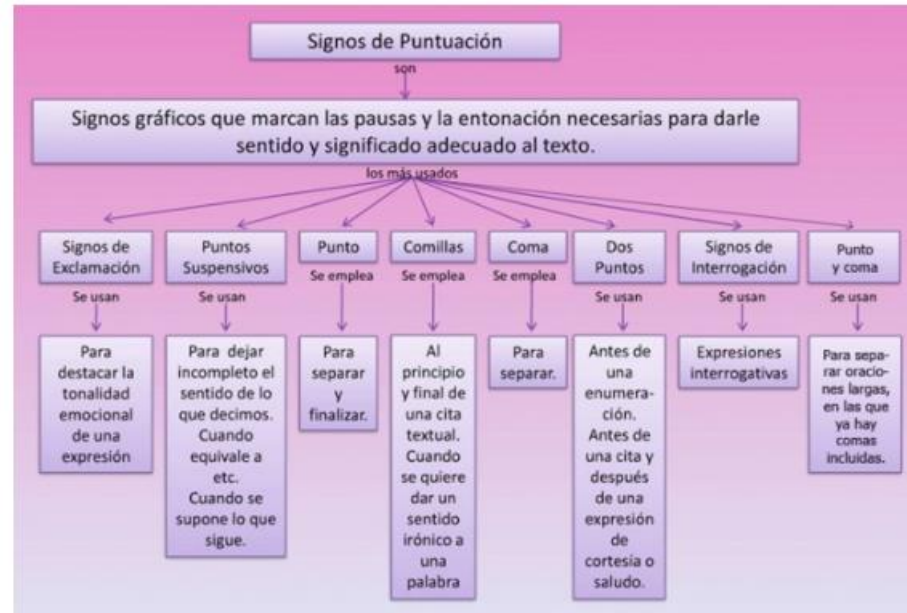 Signos de Puntuación
son
Signos gráficos que marcan las pausas y la entonación necesarias para darle
sentido y significado adecuado al texto.
los más usados
Signos de
Exclamación
Se usan
Para
destacar la
tonalidad
emocional
de una
expresión
Puntos
Suspensivos
Se usan
Para dejar
incompleto el
sentido de lo
que decimos.
Cuando
equivale a
etc.
Cuando se
supone lo que
sigue.
Punto
Se emplea
Para
separar
y
finalizar.
Comillas
Se emplea
Al
principio
y final de
una cita
textual.
Cuando
se quiere
dar un
sentido
irónico a
una
palabra
Coma
Se emplea
Para
separar.
Dos
Puntos
Se usan
Antes de
una
enumera-
ción.
Antes de
una cita y
después
de una
expresión
de
cortesía o
saludo.
Signos de
Interrogación
Se usan
Expresiones
interrogativas
Punto
y coma
Se usan
Para sepa-
rar oracio-
nes largas,
en las que
ya hay
comas
incluidas.